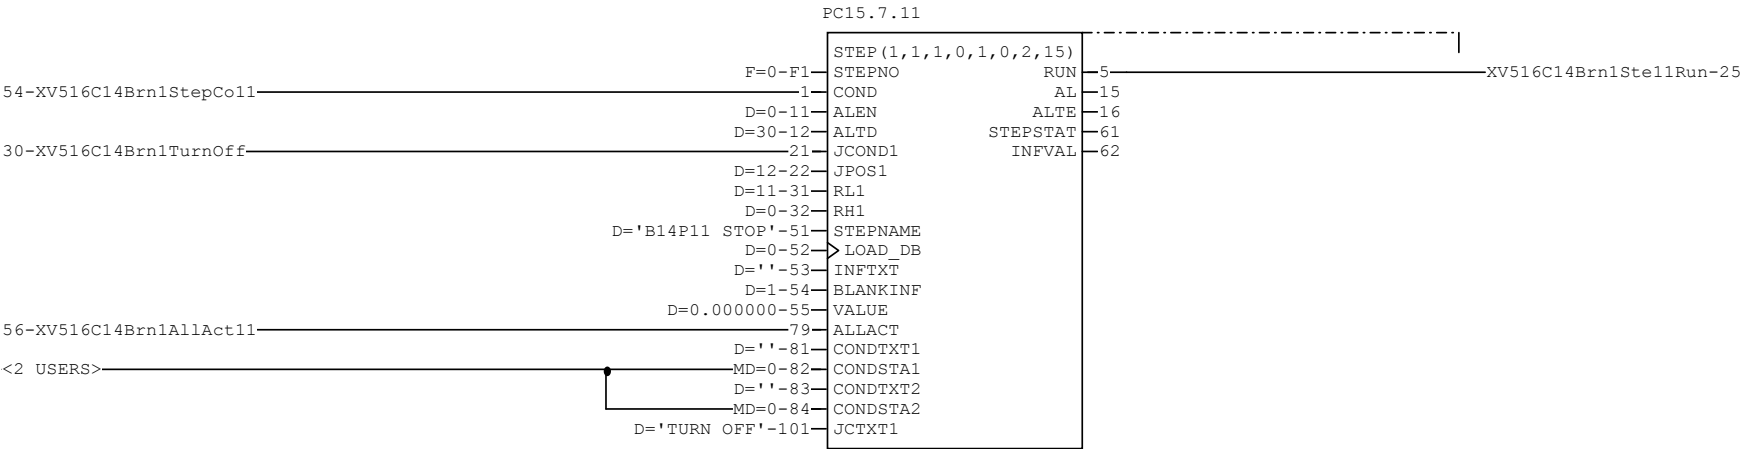 PC15.7.11
STEP(1,1,1,0,1,0,2,15)
F=0-F1 STEPNO RUN 5 XV516C14Brn1Ste11Run-25
54-XV516C14Brn1StepCo11 1 COND AL 15
D=0-11 ALEN ALTE 16
D=30-12 ALTD STEPSTAT 61
30-XV516C14Brn1TurnOff 21 JCOND1 INFVAL 62
D=12-22 JPOS1
D=11-31 RL1
D=0-32 RH1
D='B14P11 STOP'-51 STEPNAME
D=0-52 LOAD_DB
D=''-53 INFTXT
D=1-54 BLANKINF
D=0.000000-55 VALUE
56-XV516C14Brn1AllAct11 79 ALLACT
D=''-81 CONDTXT1
<2 USERS> MD=0-82 CONDSTA1
D=''-83 CONDTXT2
MD=0-84 CONDSTA2
D='TURN OFF'-101 JCTXT1